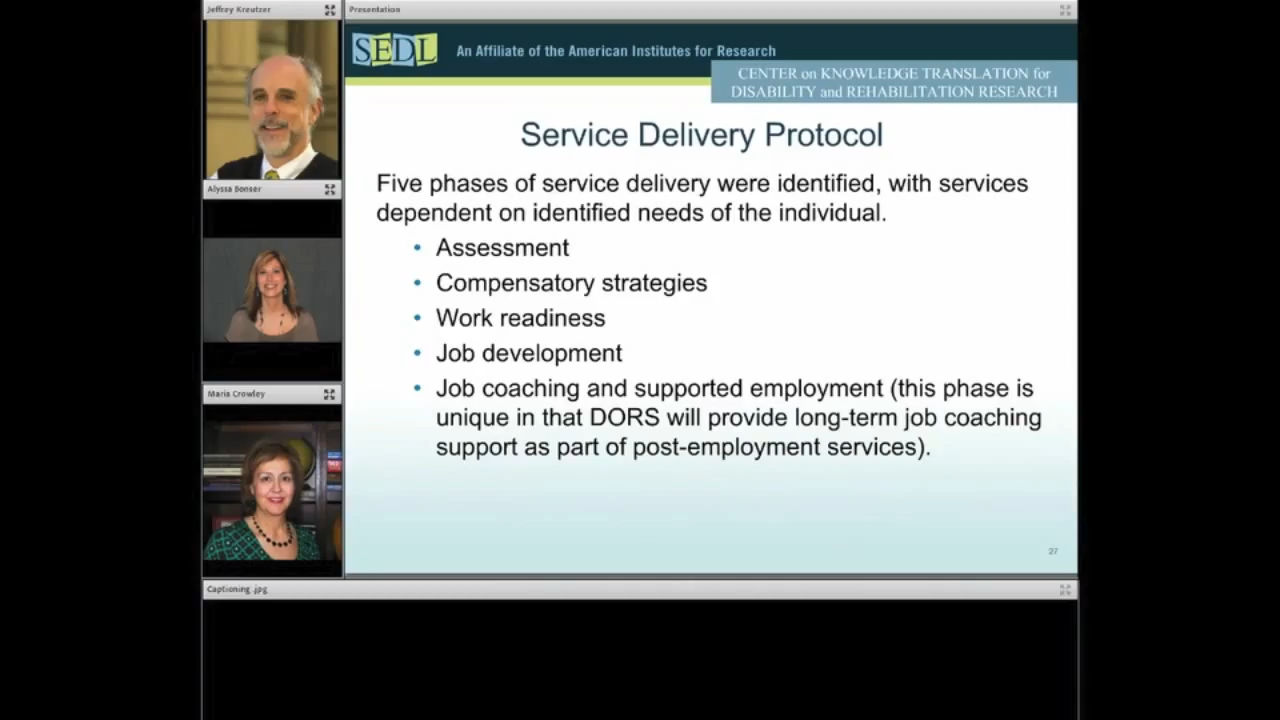 Jeffrey Kreutzer
Presentation
SEDL
An Affiliate of the American Institutes for Research
CENTER on KNOWLEDGE TRANSLATION for
DISABILITY and REHABILITATION RESEARCH
Alyssa Bonser
Maria Crowley
Service Delivery Protocol
Five phases of service delivery were identified, with services
dependent on identified needs of the individual.
• Assessment
• Compensatory strategies
• Work readiness
• Job development
• Job coaching and supported employment (this phase is
unique in that DORS will provide long-term job coaching
support as part of post-employment services).
27
Captioning .jpg